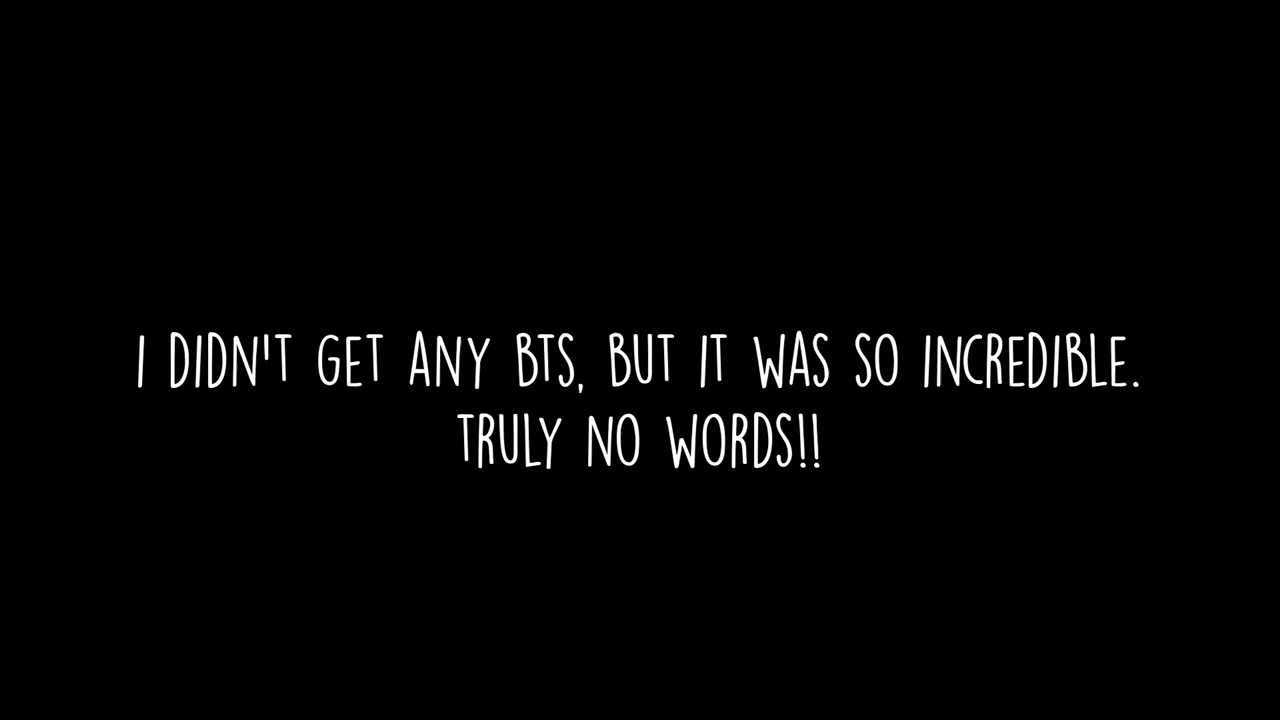 I DIDN'T GET ANY BTS, BUT IT WAS SO INCREDIBLE.
TRULY NO WORDS!!